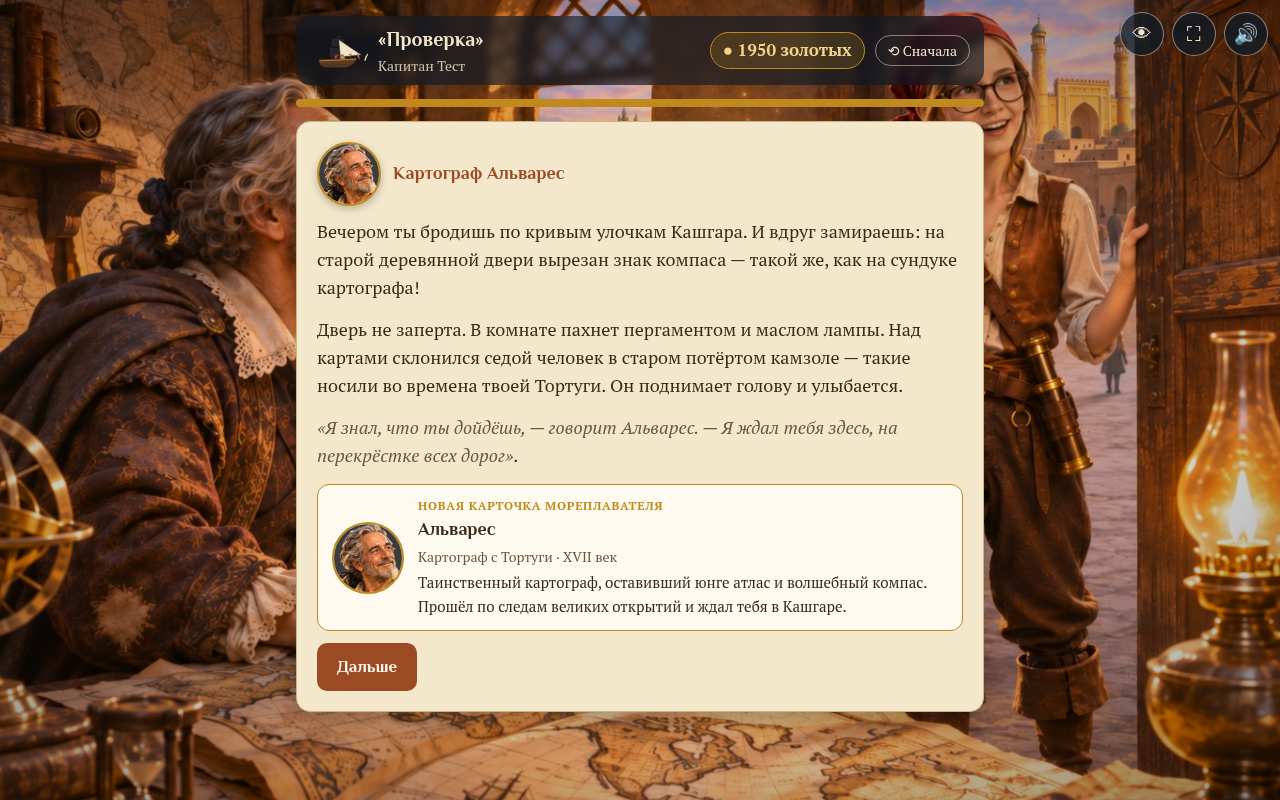 «Проверка»
Капитан Тест
● 1950 золотых
⟲ Сначала
Картограф Альварес
Вечером ты бродишь по кривым улочкам Кашгара. И вдруг замираешь: на
старой деревянной двери вырезан знак компаса — такой же, как на сундуке
картографа!
Дверь не заперта. В комнате пахнет пергаментом и маслом лампы. Над
картами склонился седой человек в старом потёртом камзоле — такие
носили во времена твоей Тортуги. Он поднимает голову и улыбается.
«Я знал, что ты дойдёшь, — говорит Альварес. — Я ждал тебя здесь, на
перекрёстке всех дорог».
НОВАЯ КАРТОЧКА МОРЕПЛАВАТЕЛЯ
Альварес
Картограф с Тортуги · XVII век
Таинственный картограф, оставивший юнге атлас и волшебный компас.
Прошёл по следам великих открытий и ждал тебя в Кашгаре.
Дальше